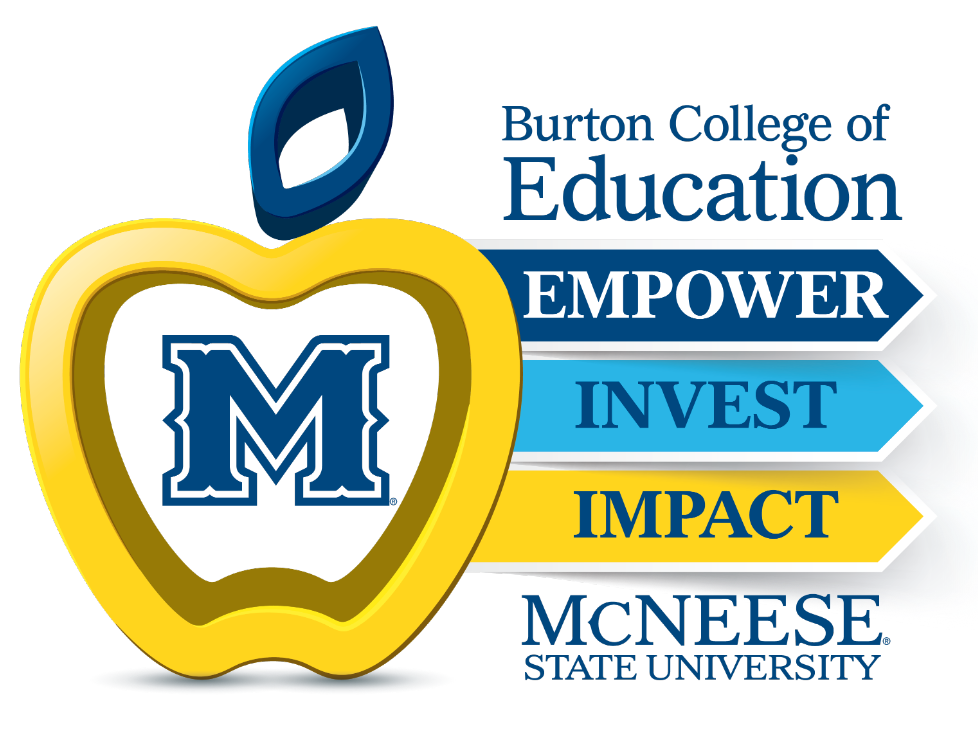 Burton College of
Education
EMPOWER
INVEST
IMPACT
M®
McNEESE®
STATE UNIVERSITY